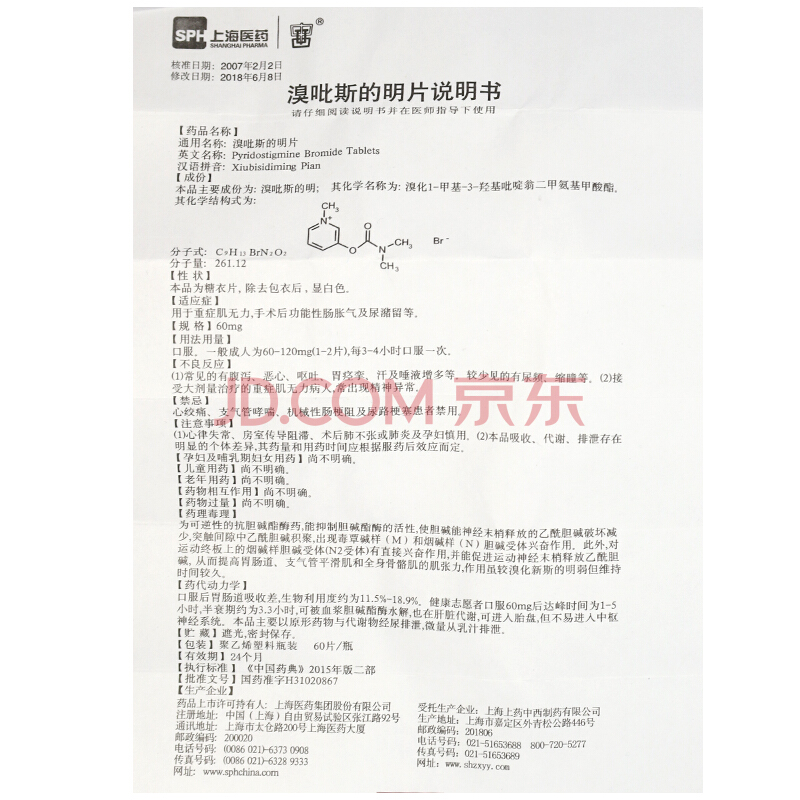 SPH 上海医药 ®
SHANGHAI PHARMA
核准日期: 2007年2月2日
修改日期: 2018年6月8日
溴吡斯的明片说明书
请仔细阅读说明书并在医师指导下使用
【药品名称】
通用名称: 溴吡斯的明片
英文名称: Pyridostigmine Bromide Tablets
汉语拼音: Xiubisidiming Pian
【成份】
本品主要成份为: 溴吡斯的明; 其化学名称为: 溴化1-甲基-3-羟基吡啶翁二甲氨基甲酸酯。
其化学结构式为:
CH3
N+
O
O
N
CH3
CH3
Br-
分子式: C9H13BrN2O2
分子量: 261.12
【性 状】
本品为糖衣片, 除去包衣后, 显白色。
【适应症】
用于重症肌无力, 手术后功能性肠胀气及尿潴留等。
【规 格】60mg
【用法用量】
口服。一般成人为60-120mg(1-2片), 每3-4小时口服一次。
【不良反应】
(1)常见的有腹泻、恶心、呕吐、胃痉挛、汗及唾液增多等。较少见的有尿频、缩瞳等。(2)接
受大剂量治疗的重症肌无力病人, 常出现精神异常。
JD.COM 京东
【禁忌】
心绞痛、支气管哮喘、机械性肠梗阻及尿路梗塞患者禁用。
【注意事项】
(1)心律失常、房室传导阻滞、术后肺不张或肺炎及孕妇慎用。(2)本品吸收、代谢、排泄存在
明显的个体差异, 其药量和用药时间应根据服药后效应而定。
【孕妇及哺乳期妇女用药】尚不明确。
【儿童用药】尚不明确。
【老年用药】尚不明确。
【药物相互作用】尚不明确。
【药物过量】尚不明确。
【药理毒理】
为可逆性的抗胆碱酯酶药, 能抑制胆碱酯酶的活性, 使胆碱能神经末梢释放的乙酰胆碱破坏减
少, 突触间隙中乙酰胆碱积聚, 出现毒蕈碱样（M）和烟碱样（N）胆碱受体兴奋作用。此外, 对
运动终板上的烟碱样胆碱受体(N2受体)有直接兴奋作用, 并能促进运动神经末梢释放乙酰胆
碱, 从而提高胃肠道、支气管平滑肌和全身骨骼肌的肌张力, 作用虽较溴化新斯的明弱但维持
时间较久。
【药代动力学】
口服后胃肠道吸收差, 生物利用度约为11.5%-18.9%。健康志愿者口服60mg后达峰时间为1-5
小时, 半衰期约为3.3小时, 可被血浆胆碱酯酶水解, 也在肝脏代谢, 可进入胎盘, 但不易进入中枢
神经系统。本品主要以原形药物与代谢物经尿排泄, 微量从乳汁排泄。
【贮 藏】遮光, 密封保存。
【包装】聚乙烯塑料瓶装 60片/瓶
【有效期】24个月
【执行标准】《中国药典》2015年版二部
【批准文号】国药准字H31020867
【生产企业】
药品上市许可持有人: 上海医药集团股份有限公司
注册地址: 中国（上海）自由贸易试验区张江路92号
通讯地址: 上海市太仓路200号上海医药大厦
邮政编码: 200020
电话号码: (0086 021)-6373 0908
传真号码: (0086 021)-6328 9333
网址: www.sphchina.com
受托生产企业: 上海上药中西制药有限公司
生产地址: 上海市嘉定区外青松公路446号
邮政编码: 201806
电话号码: 021-51653688 800-720-5277
传真号码: 021-51653689
网址: www.shzxyy.com